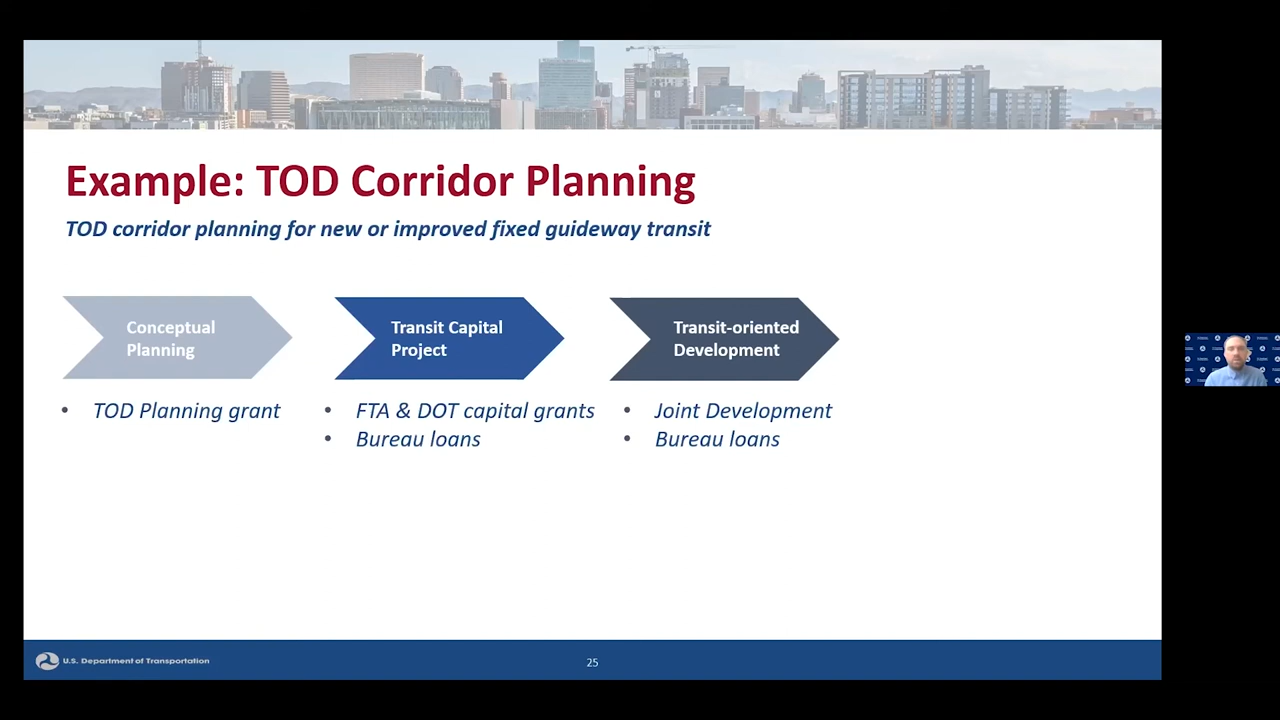 Example: TOD Corridor Planning
TOD corridor planning for new or improved fixed guideway transit
Conceptual
Planning
• TOD Planning grant
Transit Capital
Project
• FTA & DOT capital grants
• Bureau loans
Transit-oriented
Development
• Joint Development
• Bureau loans
U.S. Department of Transportation
25